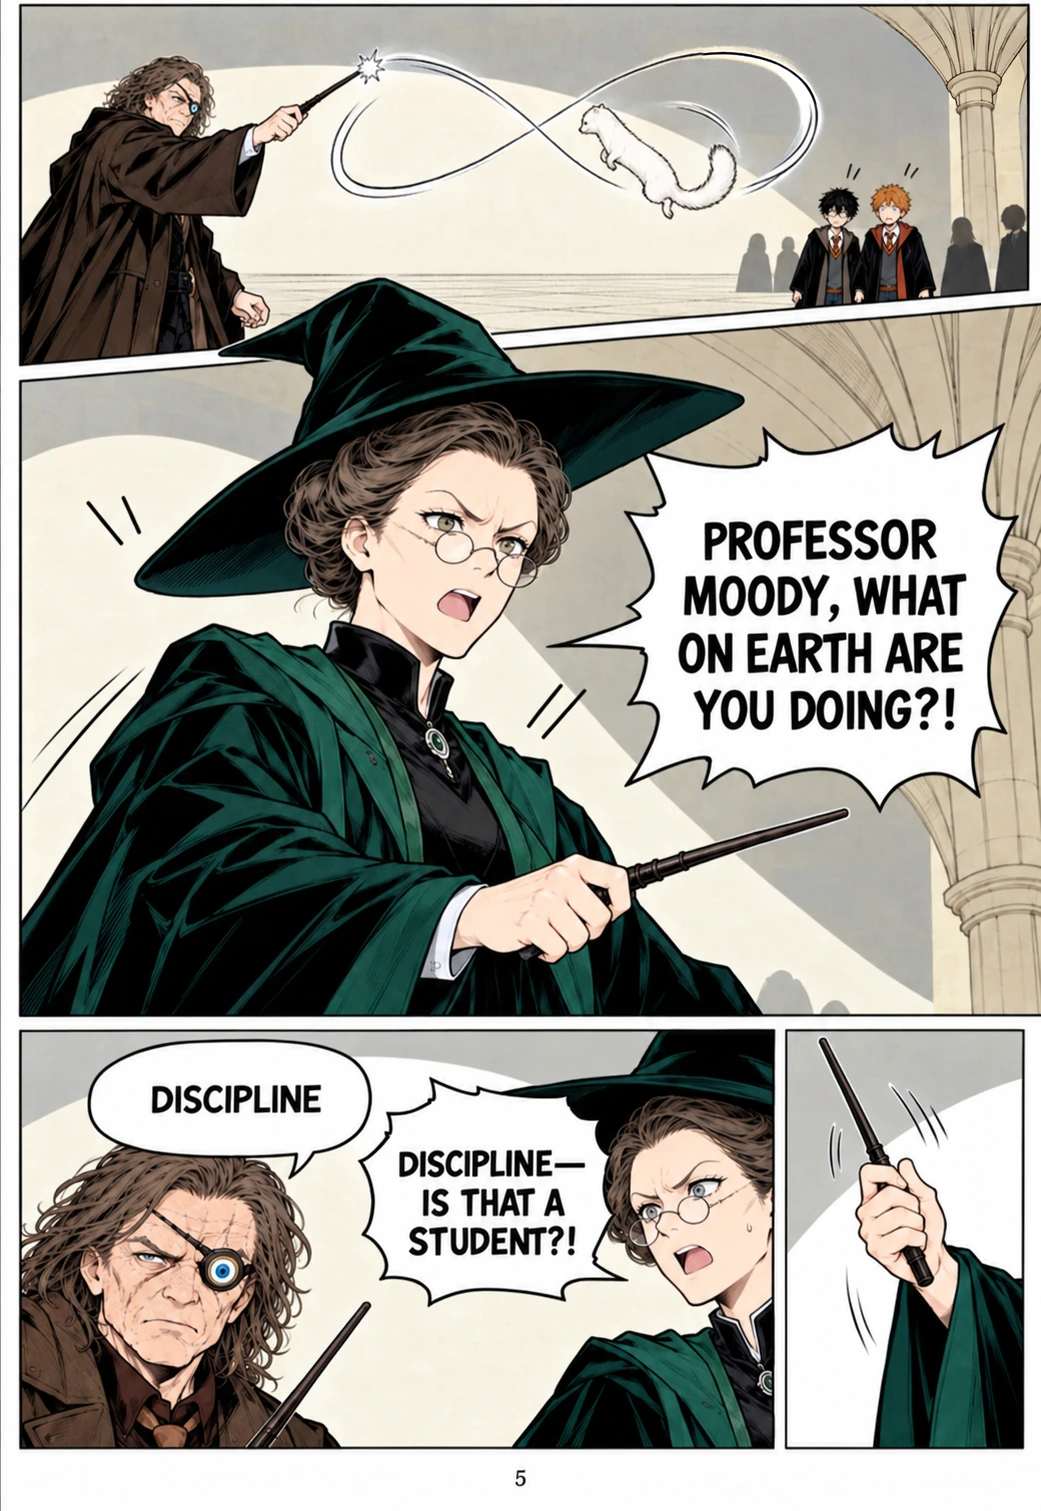 PROFESSOR
MOODY, WHAT
ON EARTH ARE
YOU DOING?!
DISCIPLINE
DISCIPLINE—
IS THAT A
STUDENT?!
5